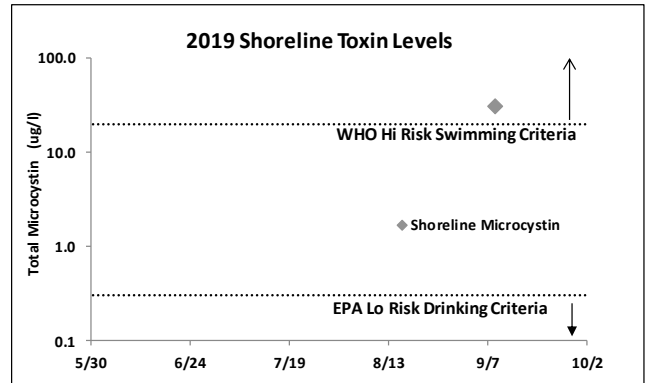 2019 Shoreline Toxin Levels
100.0
10.0
1.0
0.1
Total Microcystin (ug/l)
WHO Hi Risk Swimming Criteria
Shoreline Microcystin
EPA Lo Risk Drinking Criteria
5/30 6/24 7/19 8/13 9/7 10/2